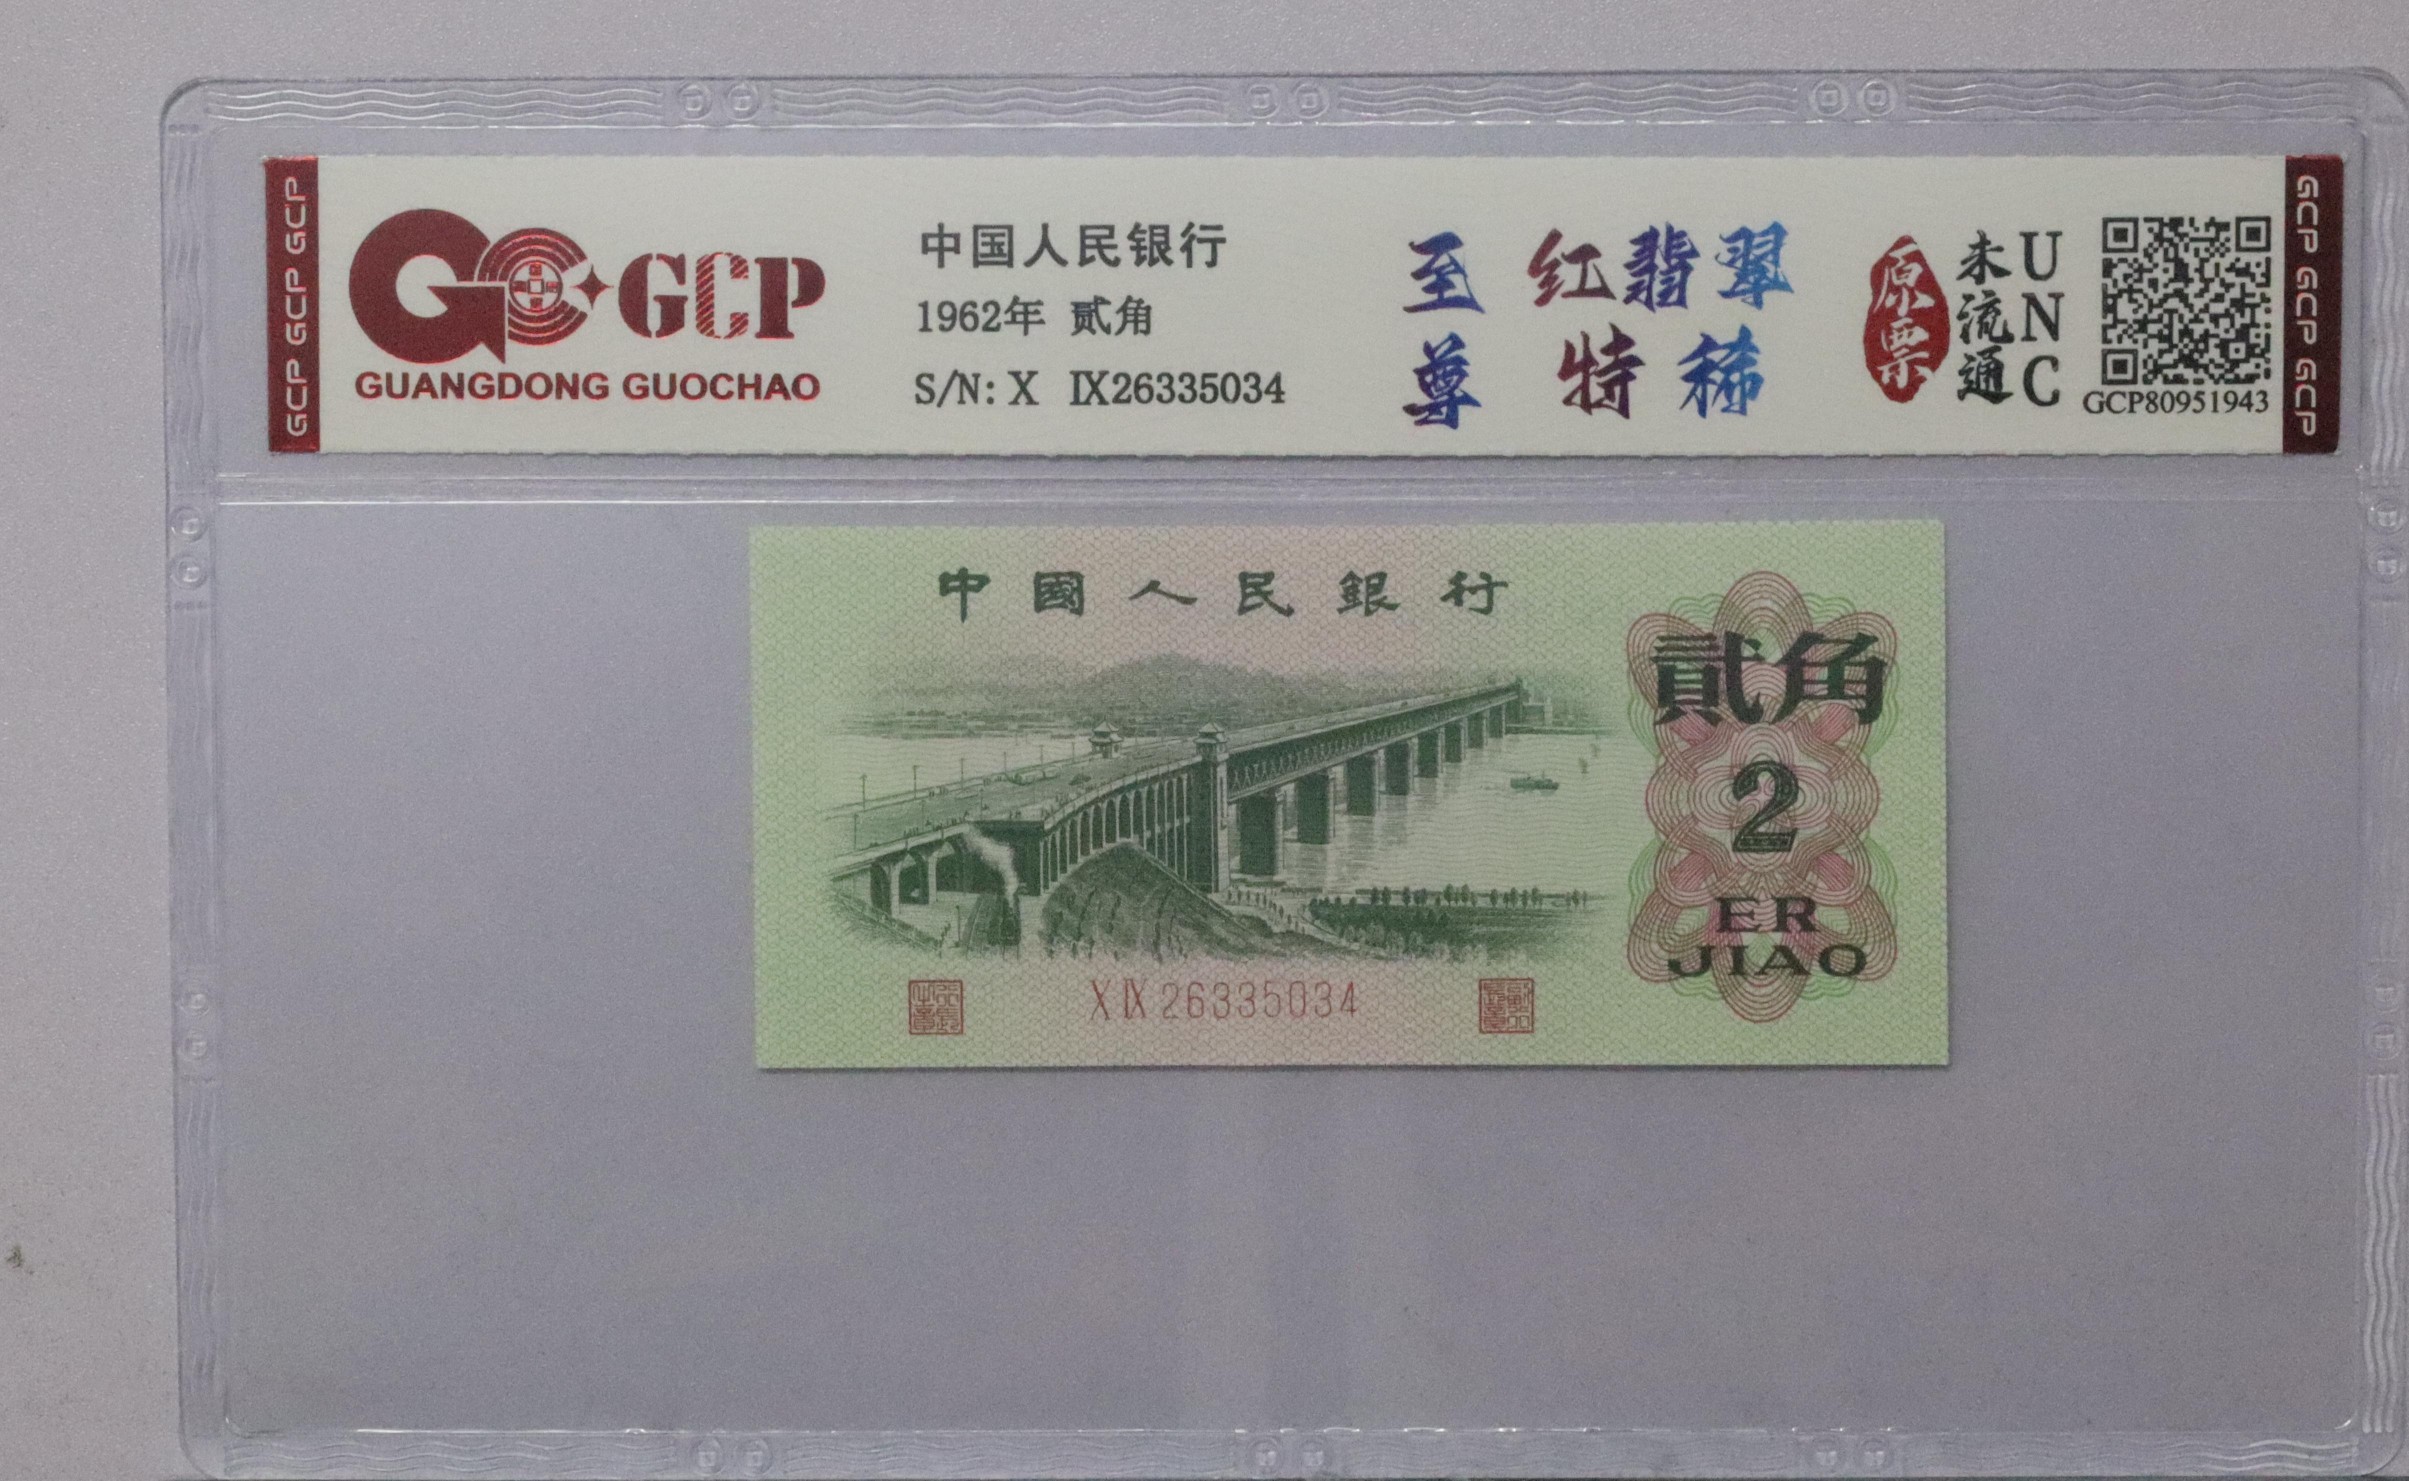 GCP GCP GCP
GCP
GUANGDONG GUOCHAO
中国人民银行
1962年 贰角
S/N: X IX26335034
至尊
红翡翠
特稀
原票
未流通
UNC
GCP80951943
GCP GCP GCP
中國人民銀行
貳角
2
ER
JIAO
X IX 26335034